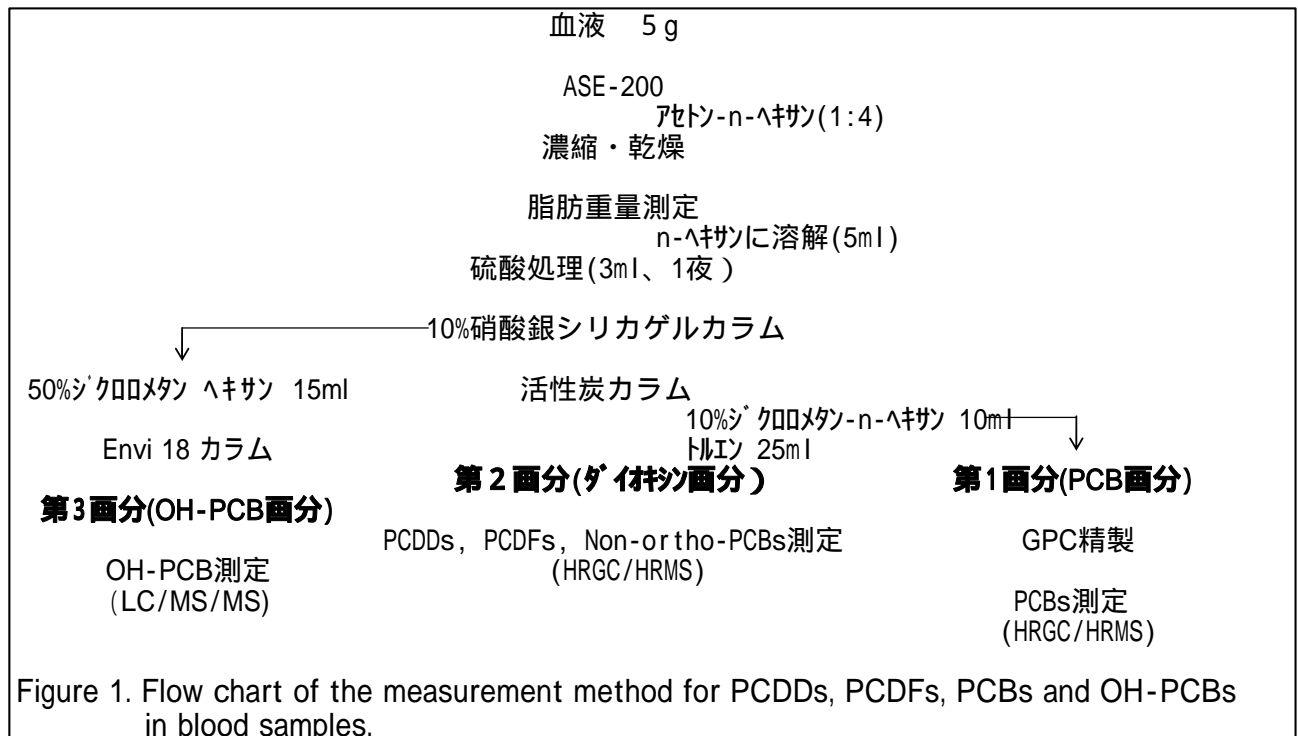 血液　5 g
ASE-200
ｱｾﾄﾝ-n-ﾍｷｻﾝ(1:4)
濃縮・乾燥
脂肪重量測定
n-ﾍｷｻﾝに溶解(5ml)
硫酸処理(3ml、1夜）
10%硝酸銀シリカゲルカラム
50%ｼﾞｸﾛﾛﾒﾀﾝ ﾍｷｻﾝ 15ml
Envi 18 カラム
第3画分(OH-PCB画分)
OH-PCB測定
(LC/MS/MS)
活性炭カラム
10%ｼﾞｸﾛﾛﾒﾀﾝ-n-ﾍｷｻﾝ 10ml
ﾄﾙｴﾝ 25ml
第２画分(ﾀﾞｲｵｷｼﾝ画分）
PCDDs, PCDFs, Non-ortho-PCBs測定
(HRGC/HRMS)
第1画分(PCB画分)
GPC精製
PCBs測定
(HRGC/HRMS)
Figure 1. Flow chart of the measurement method for PCDDs, PCDFs, PCBs and OH-PCBs
in blood samples.